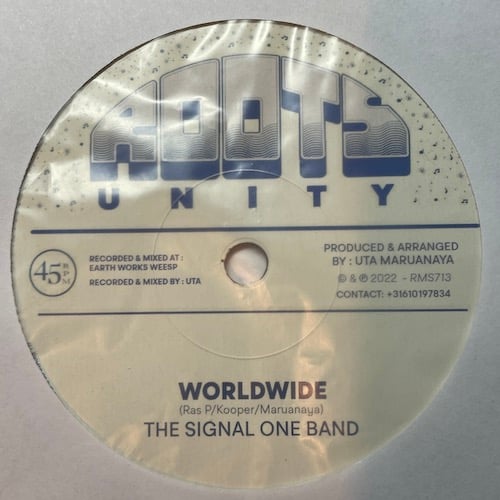 ROOTS
UNITY
45 RPM
RECORDED & MIXED AT :
EARTH WORKS WEESP
RECORDED & MIXED BY : UTA
PRODUCED & ARRANGED
BY : UTA MARUANAYA
© & ℗ 2022 - RMS713
CONTACT: +31610197834
WORLDWIDE
(Ras P/Kooper/Maruanaya)
THE SIGNAL ONE BAND